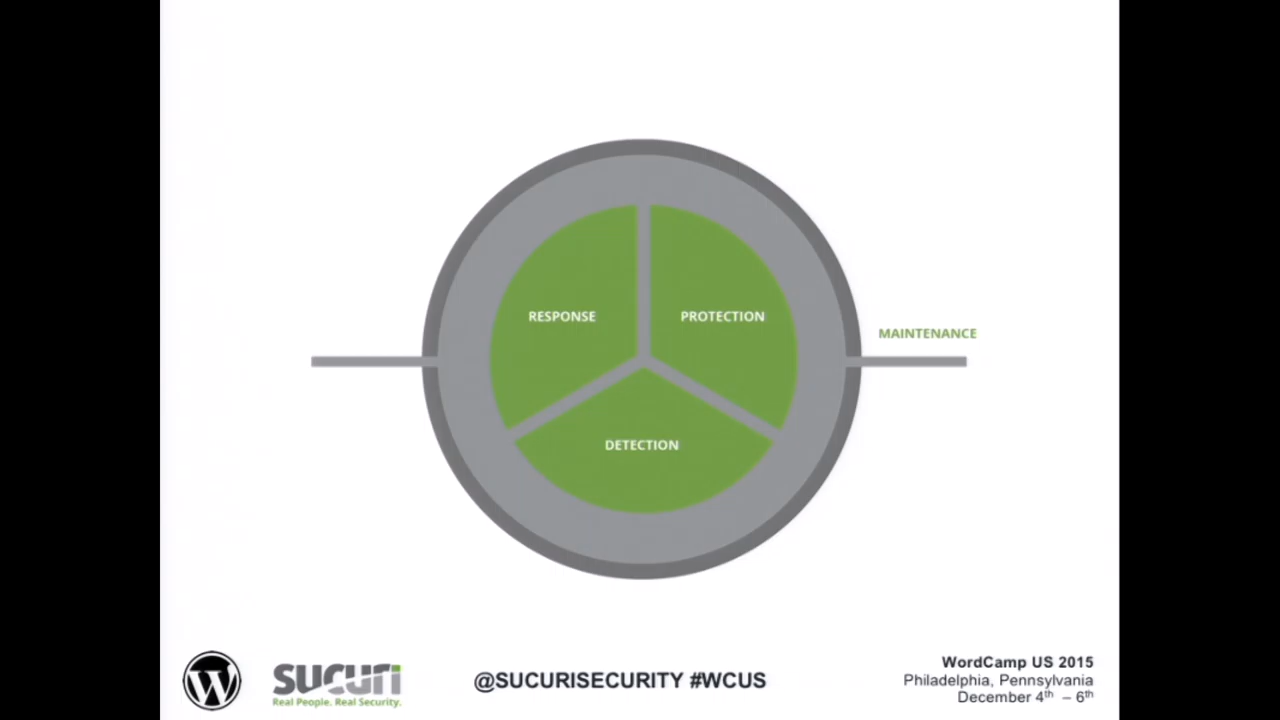 RESPONSE
PROTECTION
MAINTENANCE
DETECTION
SUCURI
Real People. Real Security.
@SUCURISECURITY #WCUS
WordCamp US 2015
Philadelphia, Pennsylvania
December 4th – 6th